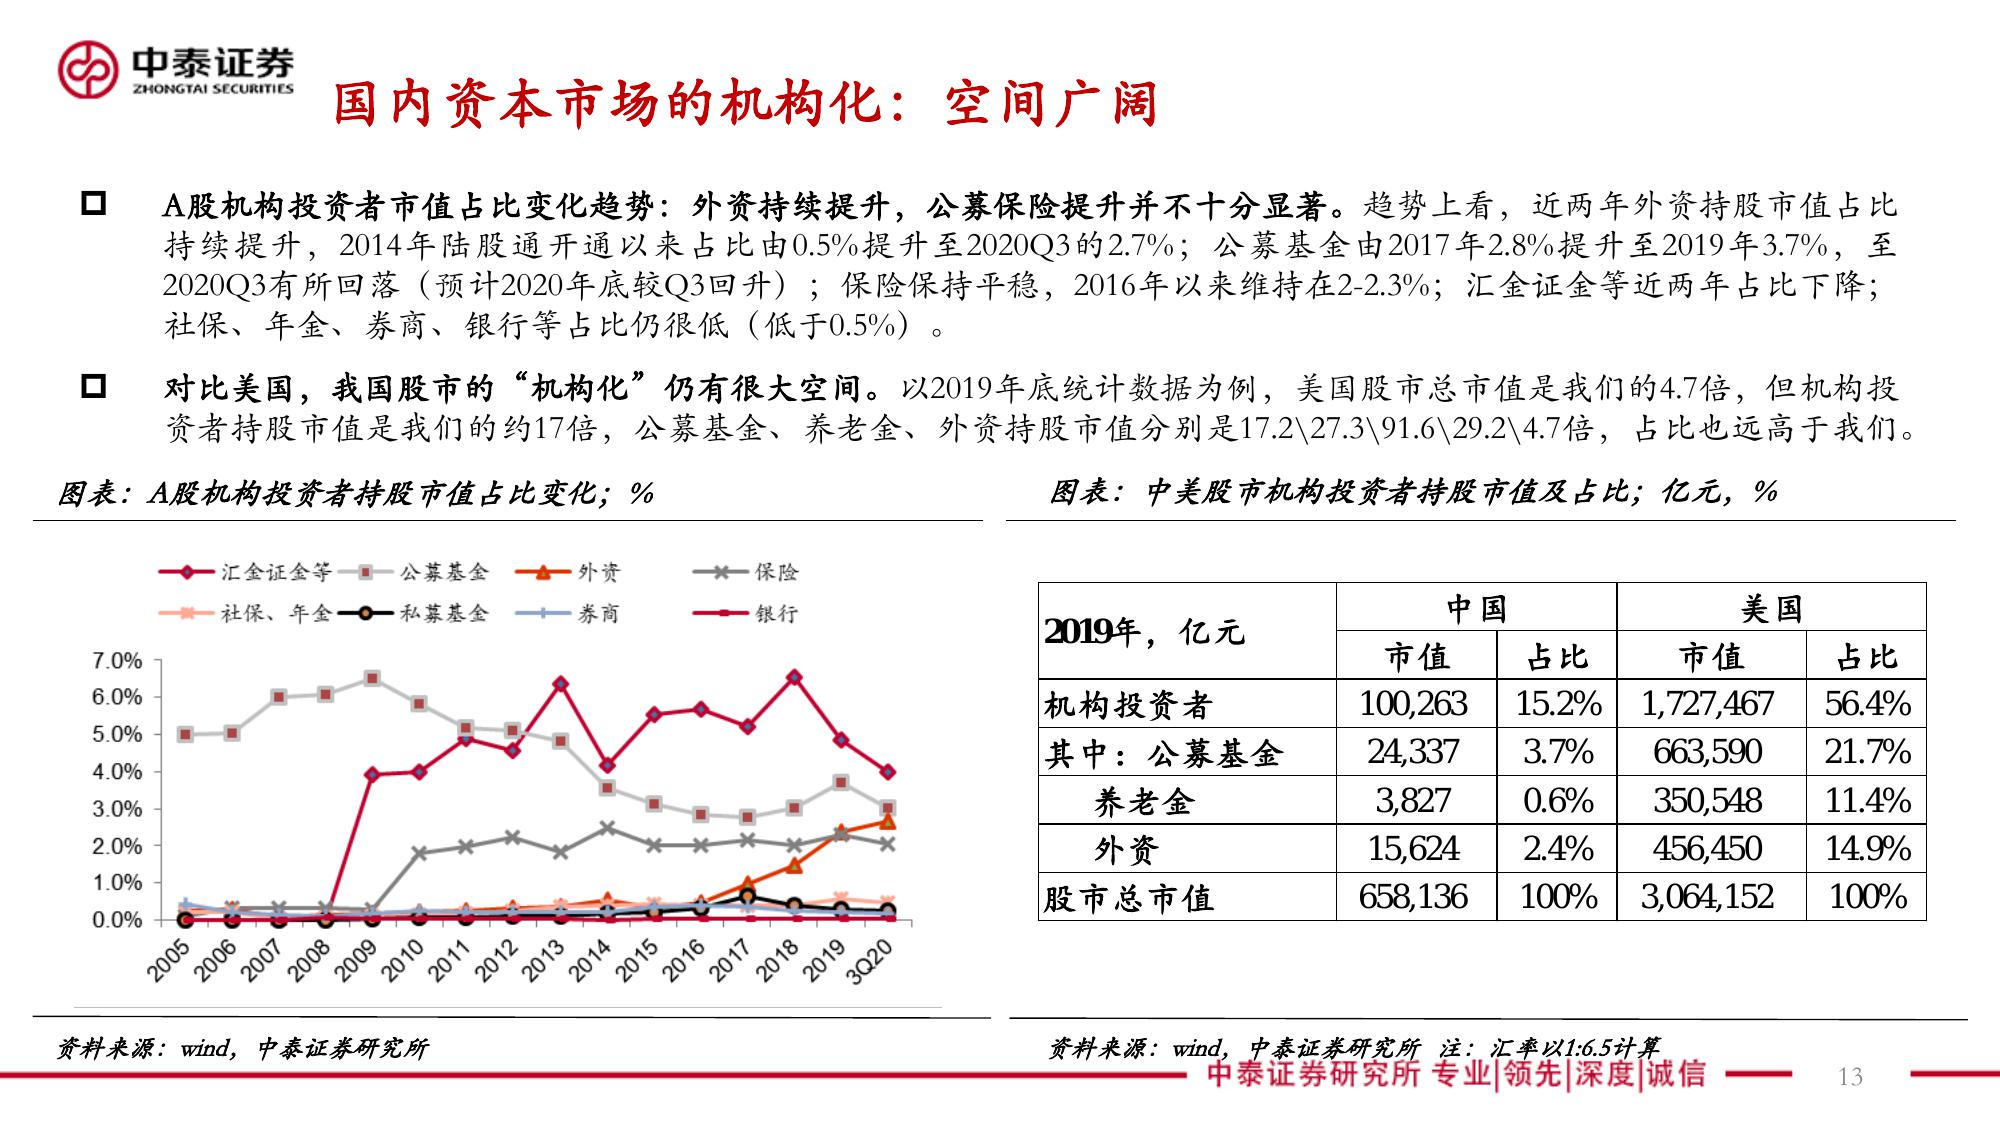 中泰证券
ZHONGTAI SECURITIES
国内资本市场的机构化：空间广阔
A股机构投资者市值占比变化趋势：外资持续提升，公募保险提升并不十分显著。趋势上看，近两年外资持股市值占比
持续提升，2014年陆股通开通以来占比由0.5%提升至2020Q3的2.7%；公募基金由2017年2.8%提升至2019年3.7%，至
2020Q3有所回落（预计2020年底较Q3回升）；保险保持平稳，2016年以来维持在2-2.3%；汇金证金等近两年占比下降；
社保、年金、券商、银行等占比仍很低（低于0.5%）。
对比美国，我国股市的“机构化”仍有很大空间。以2019年底统计数据为例，美国股市总市值是我们的4.7倍，但机构投
资者持股市值是我们的约17倍，公募基金、养老金、外资持股市值分别是17.2\27.3\91.6\29.2\4.7倍，占比也远高于我们。
图表：A股机构投资者持股市值占比变化；%
汇金证金等 公募基金 外资 保险
社保、年金 私募基金 券商 银行
7.0%
6.0%
5.0%
4.0%
3.0%
2.0%
1.0%
0.0%
2005 2006 2007 2008 2009 2010 2011 2012 2013 2014 2015 2016 2017 2018 2019 3Q20
资料来源：wind，中泰证券研究所
图表：中美股市机构投资者持股市值及占比；亿元，%
2019年，亿元 中国 美国
市值 占比 市值 占比
机构投资者 100,263 15.2% 1,727,467 56.4%
其中：公募基金 24,337 3.7% 663,590 21.7%
养老金 3,827 0.6% 350,548 11.4%
外资 15,624 2.4% 456,450 14.9%
股市总市值 658,136 100% 3,064,152 100%
资料来源：wind，中泰证券研究所 注：汇率以1:6.5计算
中泰证券研究所 专业|领先|深度|诚信
13